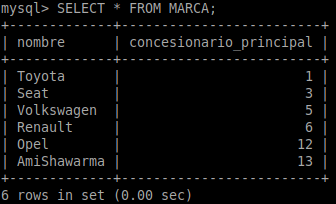 mysql> SELECT * FROM MARCA;
+------------+-------------------------+
| nombre     | concesionario_principal |
+------------+-------------------------+
| Toyota     |                       1 |
| Seat       |                       3 |
| Volkswagen |                       5 |
| Renault    |                       6 |
| Opel       |                      12 |
| AmiShawarma |                      13 |
+------------+-------------------------+
6 rows in set (0.00 sec)